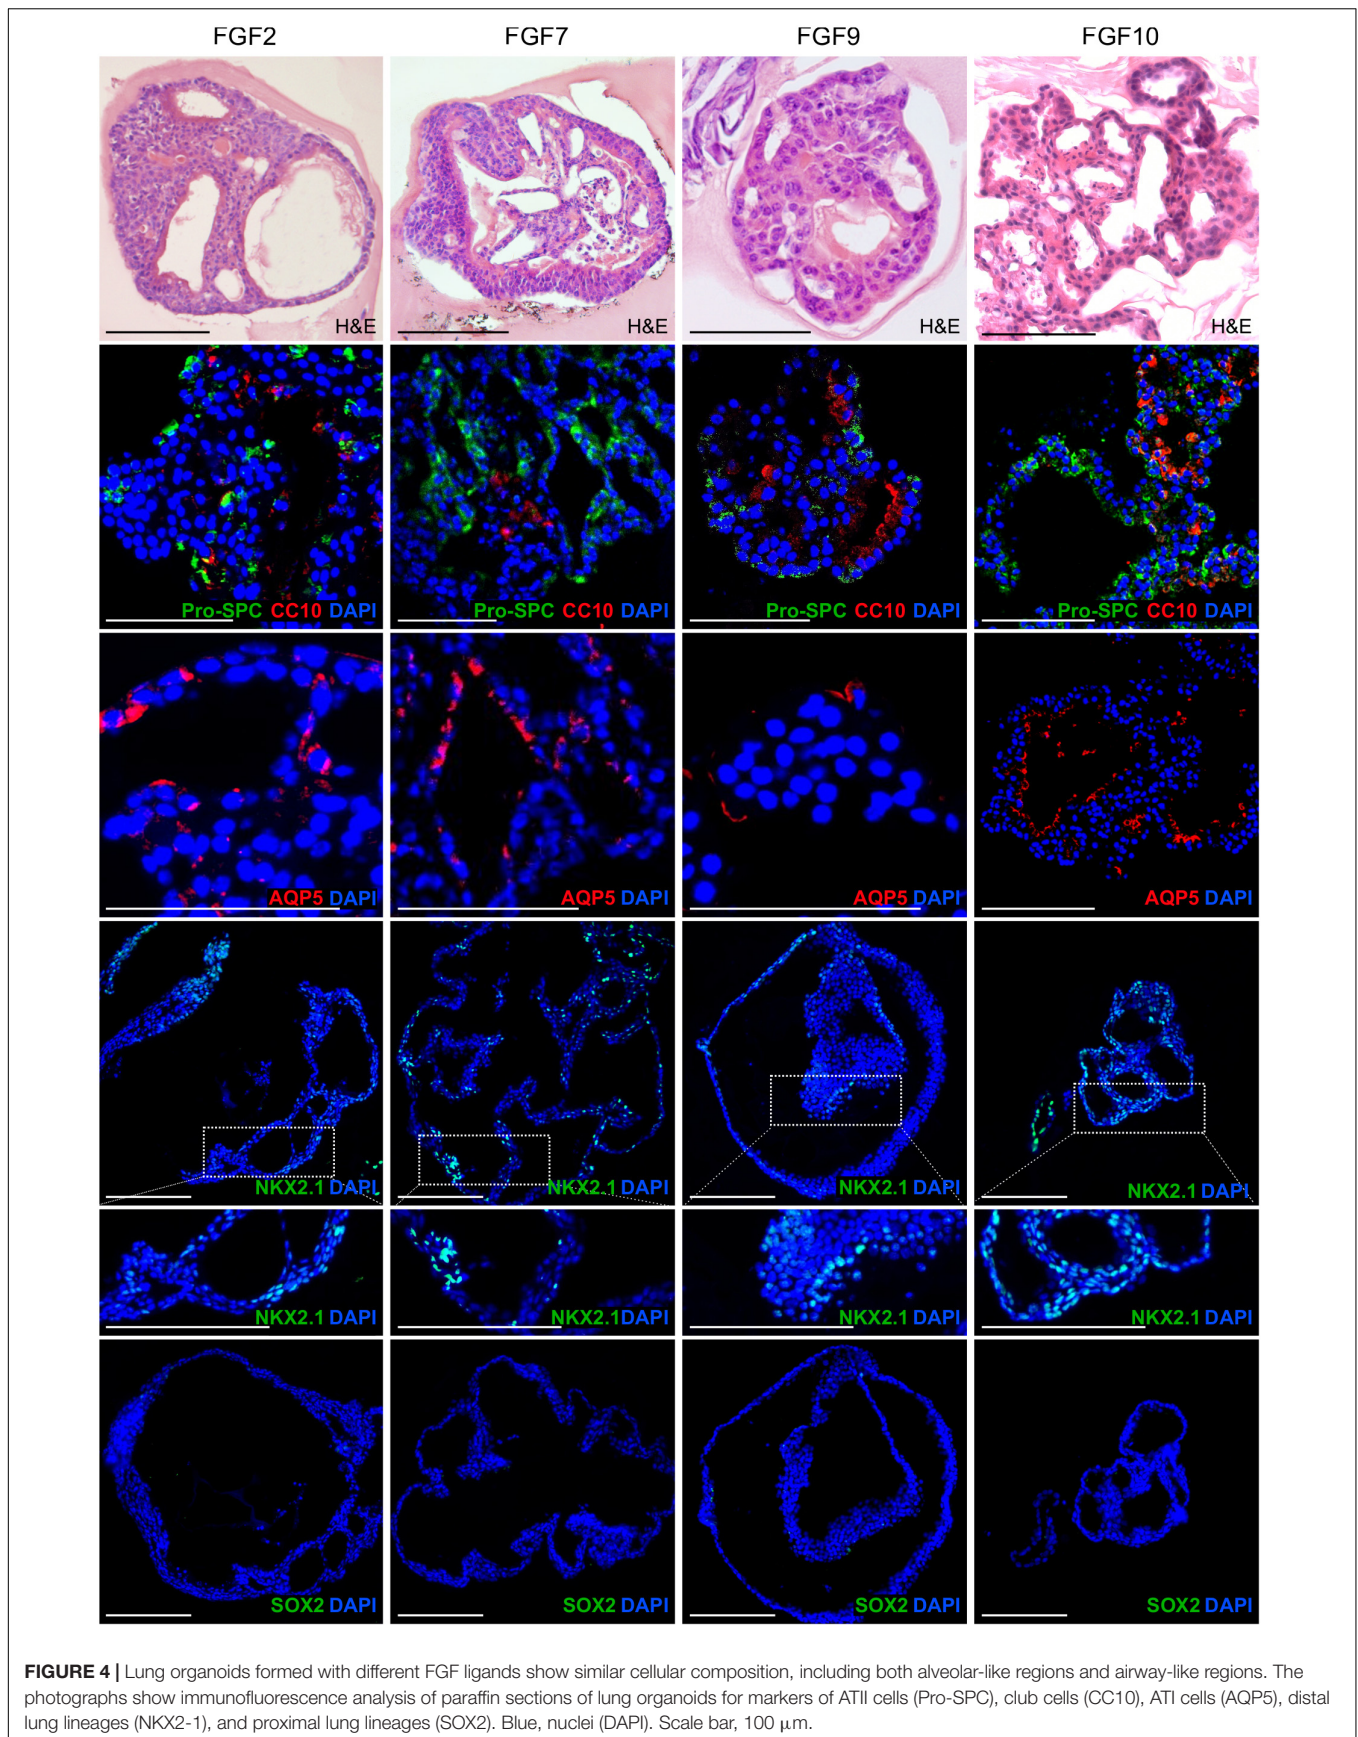 FGF2 FGF7 FGF9 FGF10
H&E H&E H&E H&E
Pro-SPC CC10 DAPI Pro-SPC CC10 DAPI Pro-SPC CC10 DAPI Pro-SPC CC10 DAPI
AQP5 DAPI AQP5 DAPI AQP5 DAPI AQP5 DAPI
NKX2.1 DAPI NKX2.1 DAPI NKX2.1 DAPI NKX2.1 DAPI
NKX2.1 DAPI NKX2.1 DAPI NKX2.1 DAPI NKX2.1 DAPI
SOX2 DAPI SOX2 DAPI SOX2 DAPI SOX2 DAPI
FIGURE 4 | Lung organoids formed with different FGF ligands show similar cellular composition, including both alveolar-like regions and airway-like regions. The
photographs show immunofluorescence analysis of paraffin sections of lung organoids for markers of ATII cells (Pro-SPC), club cells (CC10), ATI cells (AQP5), distal
lung lineages (NKX2-1), and proximal lung lineages (SOX2). Blue, nuclei (DAPI). Scale bar, 100 μm.